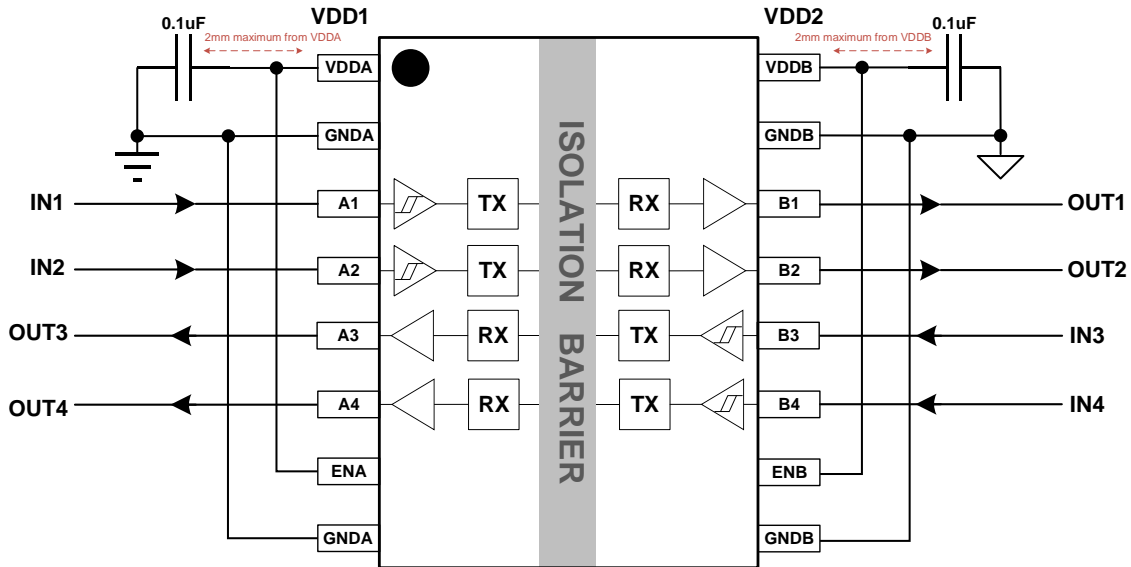 VDD1
VDD2
0.1uF
0.1uF
2mm maximum from VDDA
2mm maximum from VDDB
VDDA
VDDB
GNDA
GNDB
ISOLATION BARRIER
IN1
A1
TX
RX
B1
OUT1
IN2
A2
TX
RX
B2
OUT2
OUT3
A3
RX
TX
B3
IN3
OUT4
A4
RX
TX
B4
IN4
ENA
ENB
GNDA
GNDB